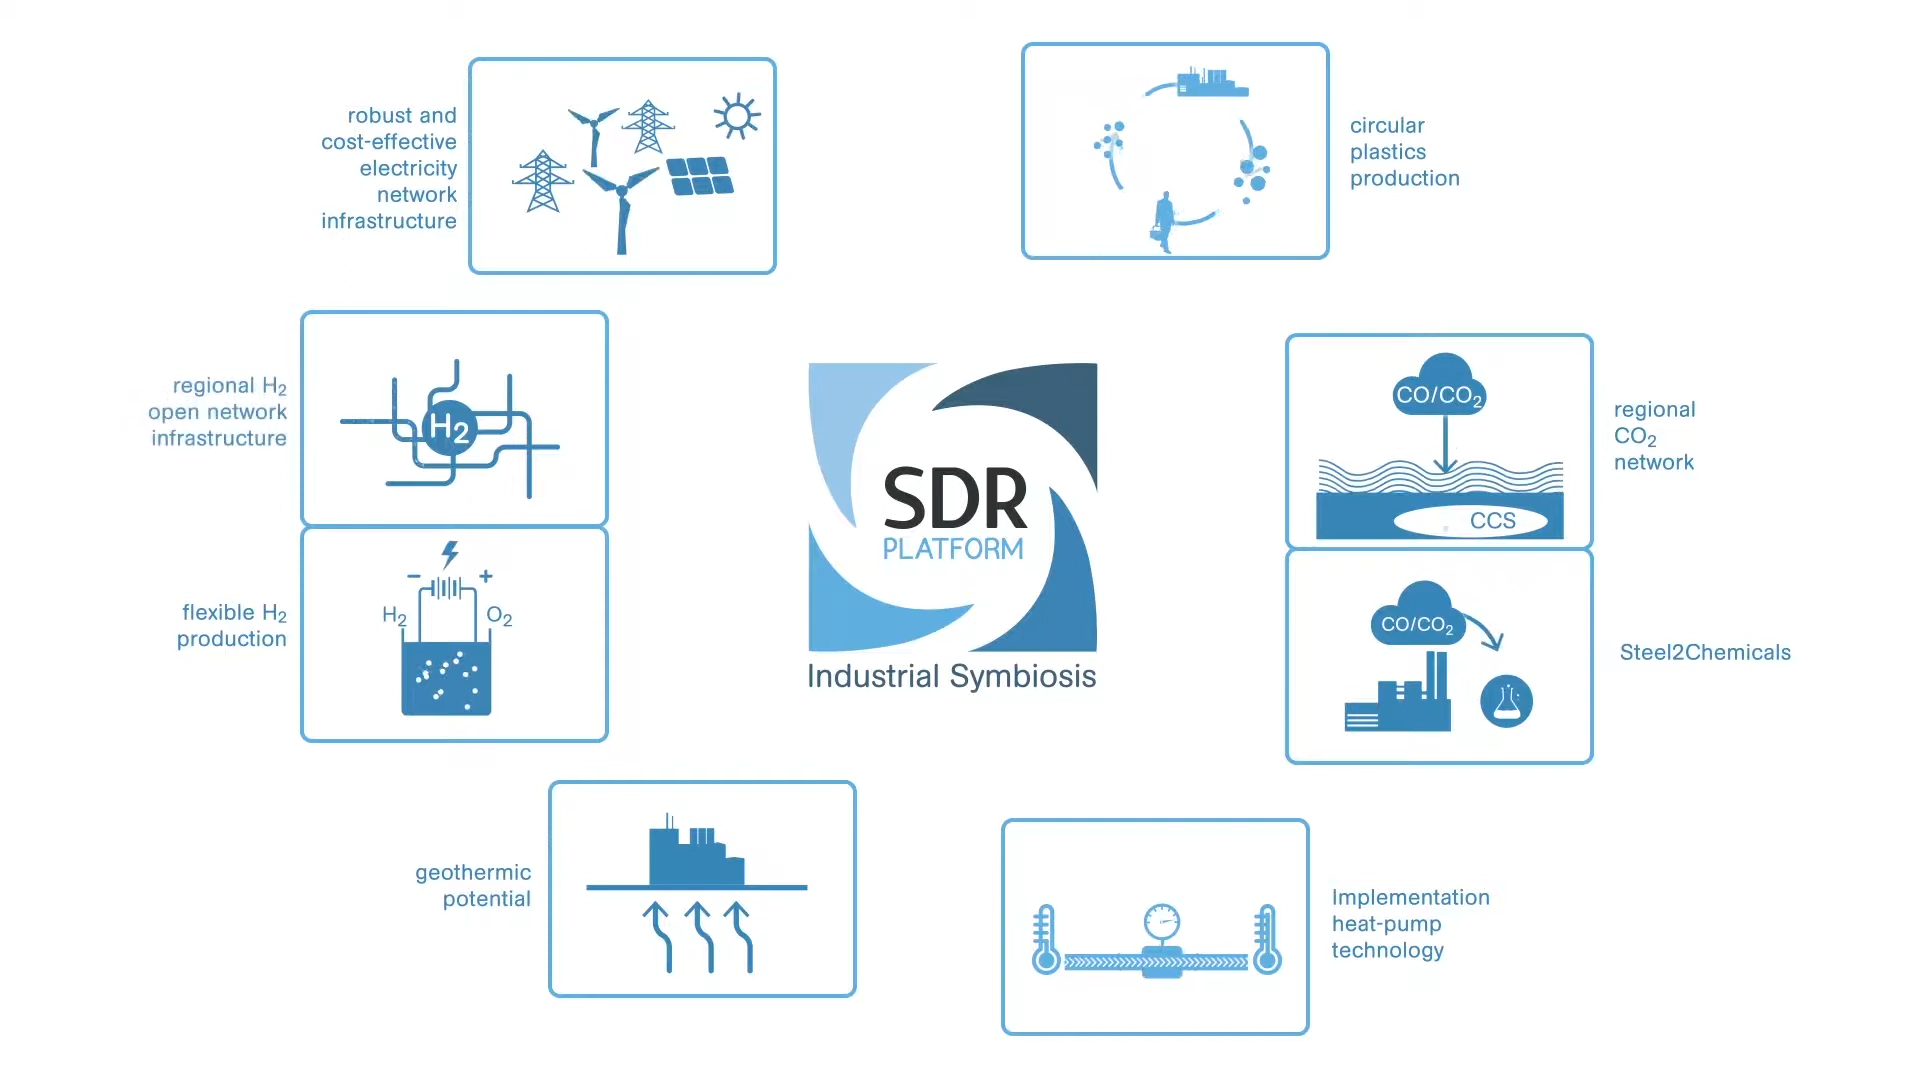 robust and
cost-effective
electricity
network
infrastructure
circular
plastics
production
regional H₂
open network
infrastructure
H₂
CO/CO₂
CCS
regional
CO₂
network
SDR
PLATFORM
Industrial Symbiosis
flexible H₂
production
− +
H₂ O₂
CO/CO₂
Steel2Chemicals
geothermic
potential
Implementation
heat-pump
technology